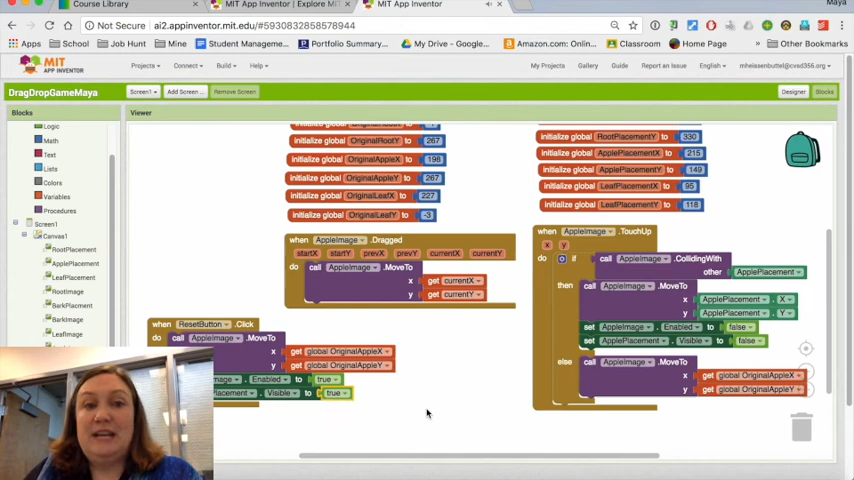 Course Library
MIT App Inventor | Explore MIT
MIT App Inventor
Maya
Not Secure
ai2.appinventor.mit.edu/#5930832858578944
Apps
School
Job Hunt
Mine
Student Management...
Portfolio Summary...
My Drive - Google...
Amazon.com: Onlin...
Classroom
Home Page
Other Bookmarks
MIT
APP INVENTOR
Projects
Connect
Build
Help
My Projects
Gallery
Guide
Report an Issue
English
mheisenbuttel@cvsd356.org
DragDropGameMaya
Screen1
Add Screen ...
Remove Screen
Designer
Blocks
Blocks
Viewer
Logic
Math
Text
Lists
Colors
Variables
Procedures
Screen1
Canvas1
RootPlacement
ApplePlacement
LeafPlacement
RootImage
BarkPlacment
BarkImage
LeafImage
initialize global OriginalRootY to 267
initialize global OriginalAppleX to 198
initialize global OriginalAppleY to 267
initialize global OriginalLeafX to 227
initialize global OriginalLeafY to -3
initialize global RootPlacementY to 330
initialize global ApplePlacementX to 215
initialize global ApplePlacementY to 149
initialize global LeafPlacementX to 95
initialize global LeafPlacementY to 118
when AppleImage .Dragged
startX startY prevX prevY currentX currentY
do call AppleImage .MoveTo
x get currentX
y get currentY
when ResetButton .Click
do call AppleImage .MoveTo
x get global OriginalAppleX
y get global OriginalAppleY
mage . Enabled to true
Placement . Visible to true
when AppleImage .TouchUp
x y
do if call AppleImage .CollidingWith
other ApplePlacement
then call AppleImage .MoveTo
x ApplePlacement . X
y ApplePlacement . Y
set AppleImage . Enabled to false
set ApplePlacement . Visible to false
else call AppleImage .MoveTo
x get global OriginalAppleX
y get global OriginalAppleY